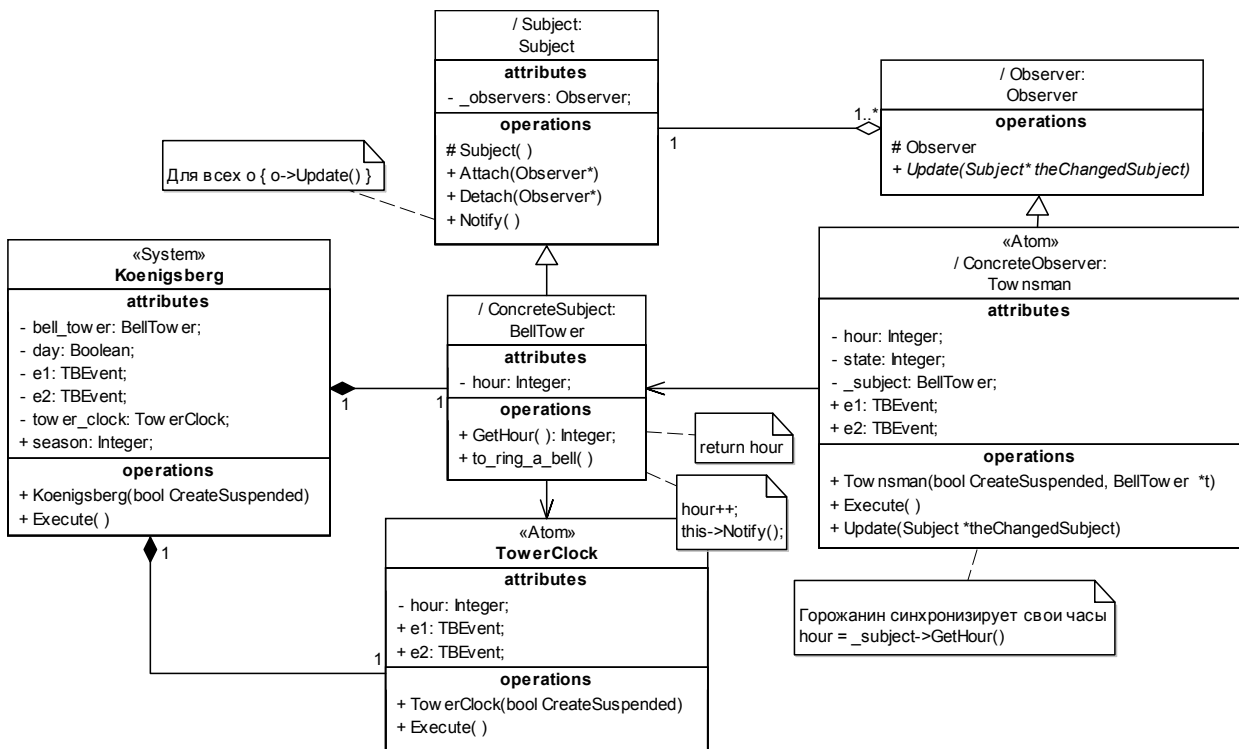 / Subject:
Subject
attributes
- _observers: Observer;
operations
# Subject( )
+ Attach(Observer*)
+ Detach(Observer*)
+ Notify( )
/ Observer:
Observer
operations
# Observer
+ Update(Subject* theChangedSubject)
1..*
1
Для всех o { o->Update() }
«System»
Koenigsberg
attributes
- bell_tower: BellTower;
- day: Boolean;
- e1: TBEvent;
- e2: TBEvent;
- tower_clock: TowerClock;
+ season: Integer;
operations
+ Koenigsberg(bool CreateSuspended)
+ Execute( )
1
1
/ ConcreteSubject:
BellTower
attributes
- hour: Integer;
operations
+ GetHour( ): Integer;
+ to_ring_a_bell( )
return hour
hour++;
this->Notify();
«Atom»
/ ConcreteObserver:
Townsman
attributes
- hour: Integer;
- state: Integer;
- _subject: BellTower;
+ e1: TBEvent;
+ e2: TBEvent;
operations
+ Townsman(bool CreateSuspended, BellTower *t)
+ Execute( )
+ Update(Subject *theChangedSubject)
Горожанин синхронизирует свои часы
hour = _subject->GetHour()
1
1
«Atom»
TowerClock
attributes
- hour: Integer;
+ e1: TBEvent;
+ e2: TBEvent;
operations
+ TowerClock(bool CreateSuspended)
+ Execute( )